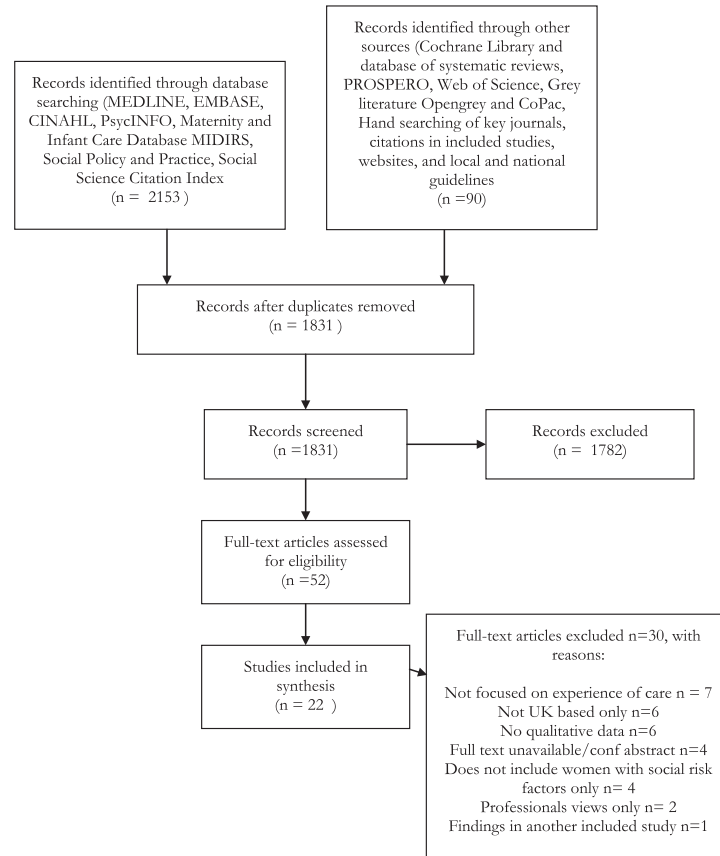 Records identified through database
searching (MEDLINE, EMBASE,
CINAHL, PsycINFO, Maternity and
Infant Care Database MIDIRS,
Social Policy and Practice, Social
Science Citation Index
(n = 2153 )
Records identified through other
sources (Cochrane Library and
database of systematic reviews,
PROSPERO, Web of Science, Grey
literature Opengrey and CoPac,
Hand searching of key journals,
citations in included studies,
websites, and local and national
guidelines
(n =90)
Records after duplicates removed
(n = 1831 )
Records screened
(n =1831)
Records excluded
(n = 1782)
Full-text articles assessed
for eligibility
(n =52)
Studies included in
synthesis
(n = 22 )
Full-text articles excluded n=30, with
reasons:
Not focused on experience of care n = 7
Not UK based only n=6
No qualitative data n=6
Full text unavailable/conf abstract n=4
Does not include women with social risk
factors only n= 4
Professionals views only n= 2
Findings in another included study n=1